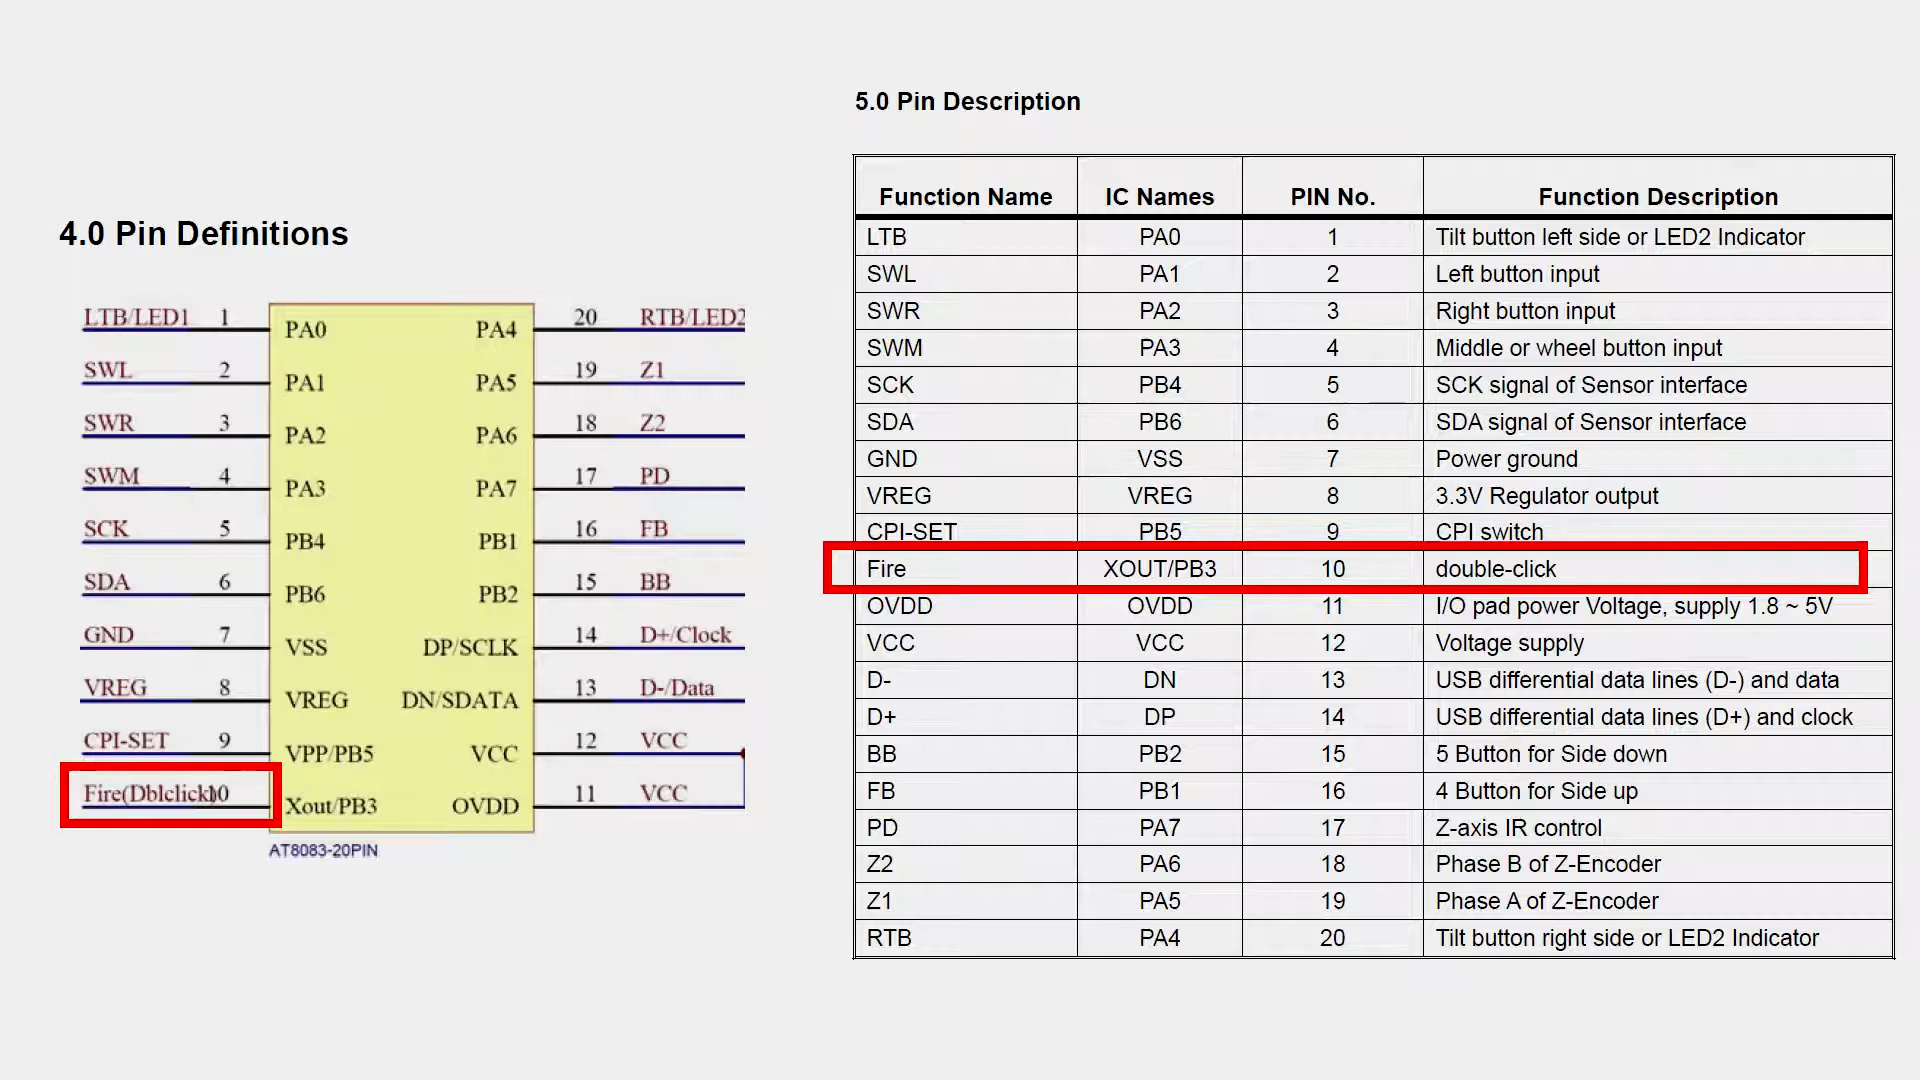 4.0 Pin Definitions
LTB/LED1 1 PA0 PA4 20 RTB/LED2
SWL 2 PA1 PA5 19 Z1
SWR 3 PA2 PA6 18 Z2
SWM 4 PA3 PA7 17 PD
SCK 5 PB4 PB1 16 FB
SDA 6 PB6 PB2 15 BB
GND 7 VSS DP/SCLK 14 D+/Clock
VREG 8 VREG DN/SDATA 13 D-/Data
CPI-SET 9 VPP/PB5 VCC 12 VCC
Fire(Dblclick) 10 Xout/PB3 OVDD 11 VCC
AT8083-20PIN
5.0 Pin Description
Function Name IC Names PIN No. Function Description
LTB PA0 1 Tilt button left side or LED2 Indicator
SWL PA1 2 Left button input
SWR PA2 3 Right button input
SWM PA3 4 Middle or wheel button input
SCK PB4 5 SCK signal of Sensor interface
SDA PB6 6 SDA signal of Sensor interface
GND VSS 7 Power ground
VREG VREG 8 3.3V Regulator output
CPI-SET PB5 9 CPI switch
Fire XOUT/PB3 10 double-click
OVDD OVDD 11 I/O pad power Voltage, supply 1.8 ~ 5V
VCC VCC 12 Voltage supply
D- DN 13 USB differential data lines (D-) and data
D+ DP 14 USB differential data lines (D+) and clock
BB PB2 15 5 Button for Side down
FB PB1 16 4 Button for Side up
PD PA7 17 Z-axis IR control
Z2 PA6 18 Phase B of Z-Encoder
Z1 PA5 19 Phase A of Z-Encoder
RTB PA4 20 Tilt button right side or LED2 Indicator